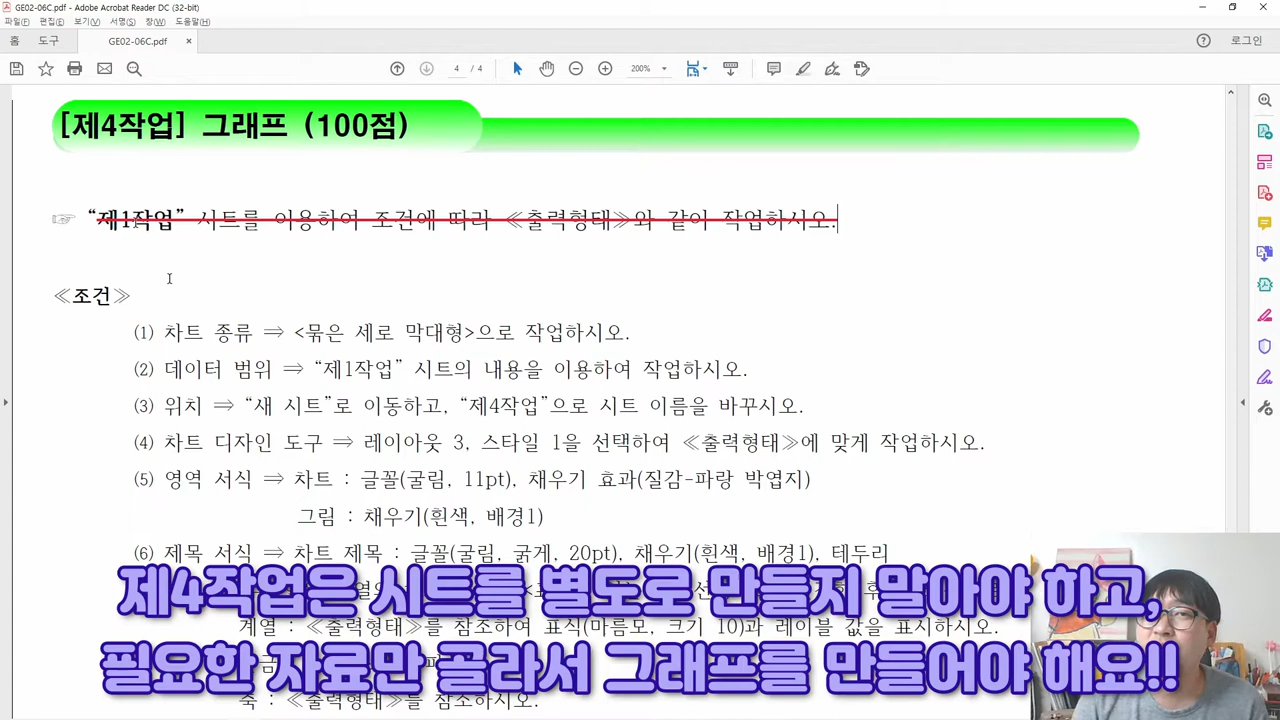 GE02-06C.pdf - Adobe Acrobat Reader DC (32-bit)
파일(F) 편집(E) 보기(V) 서명(S) 창(W) 도움말(H)
홈 도구 GE02-06C.pdf × 로그인
4 / 4 200%
[제4작업] 그래프 (100점)
☞ “제1작업” 시트를 이용하여 조건에 따라 ≪출력형태≫와 같이 작업하시오.
≪조건≫
(1) 차트 종류 ⇒ <묶은 세로 막대형>으로 작업하시오.
(2) 데이터 범위 ⇒ “제1작업” 시트의 내용을 이용하여 작업하시오.
(3) 위치 ⇒ “새 시트”로 이동하고, “제4작업”으로 시트 이름을 바꾸시오.
(4) 차트 디자인 도구 ⇒ 레이아웃 3, 스타일 1을 선택하여 ≪출력형태≫에 맞게 작업하시오.
(5) 영역 서식 ⇒ 차트 : 글꼴(굴림, 11pt), 채우기 효과(질감-파랑 박엽지)
그림 : 채우기(흰색, 배경1)
(6) 제목 서식 ⇒ 차트 제목 : 글꼴(굴림, 굵게, 20pt), 채우기(흰색, 배경1), 테두리
제4작업은 시트를 별도로 만들지 말아야 하고,
계열 : ≪출력형태≫를 참조하여 표식(마름모, 크기 10)과 레이블 값을 표시하시오.
필요한 자료만 골라서 그래프를 만들어야 해요!!
축 : ≪출력형태≫를 참조하시오.